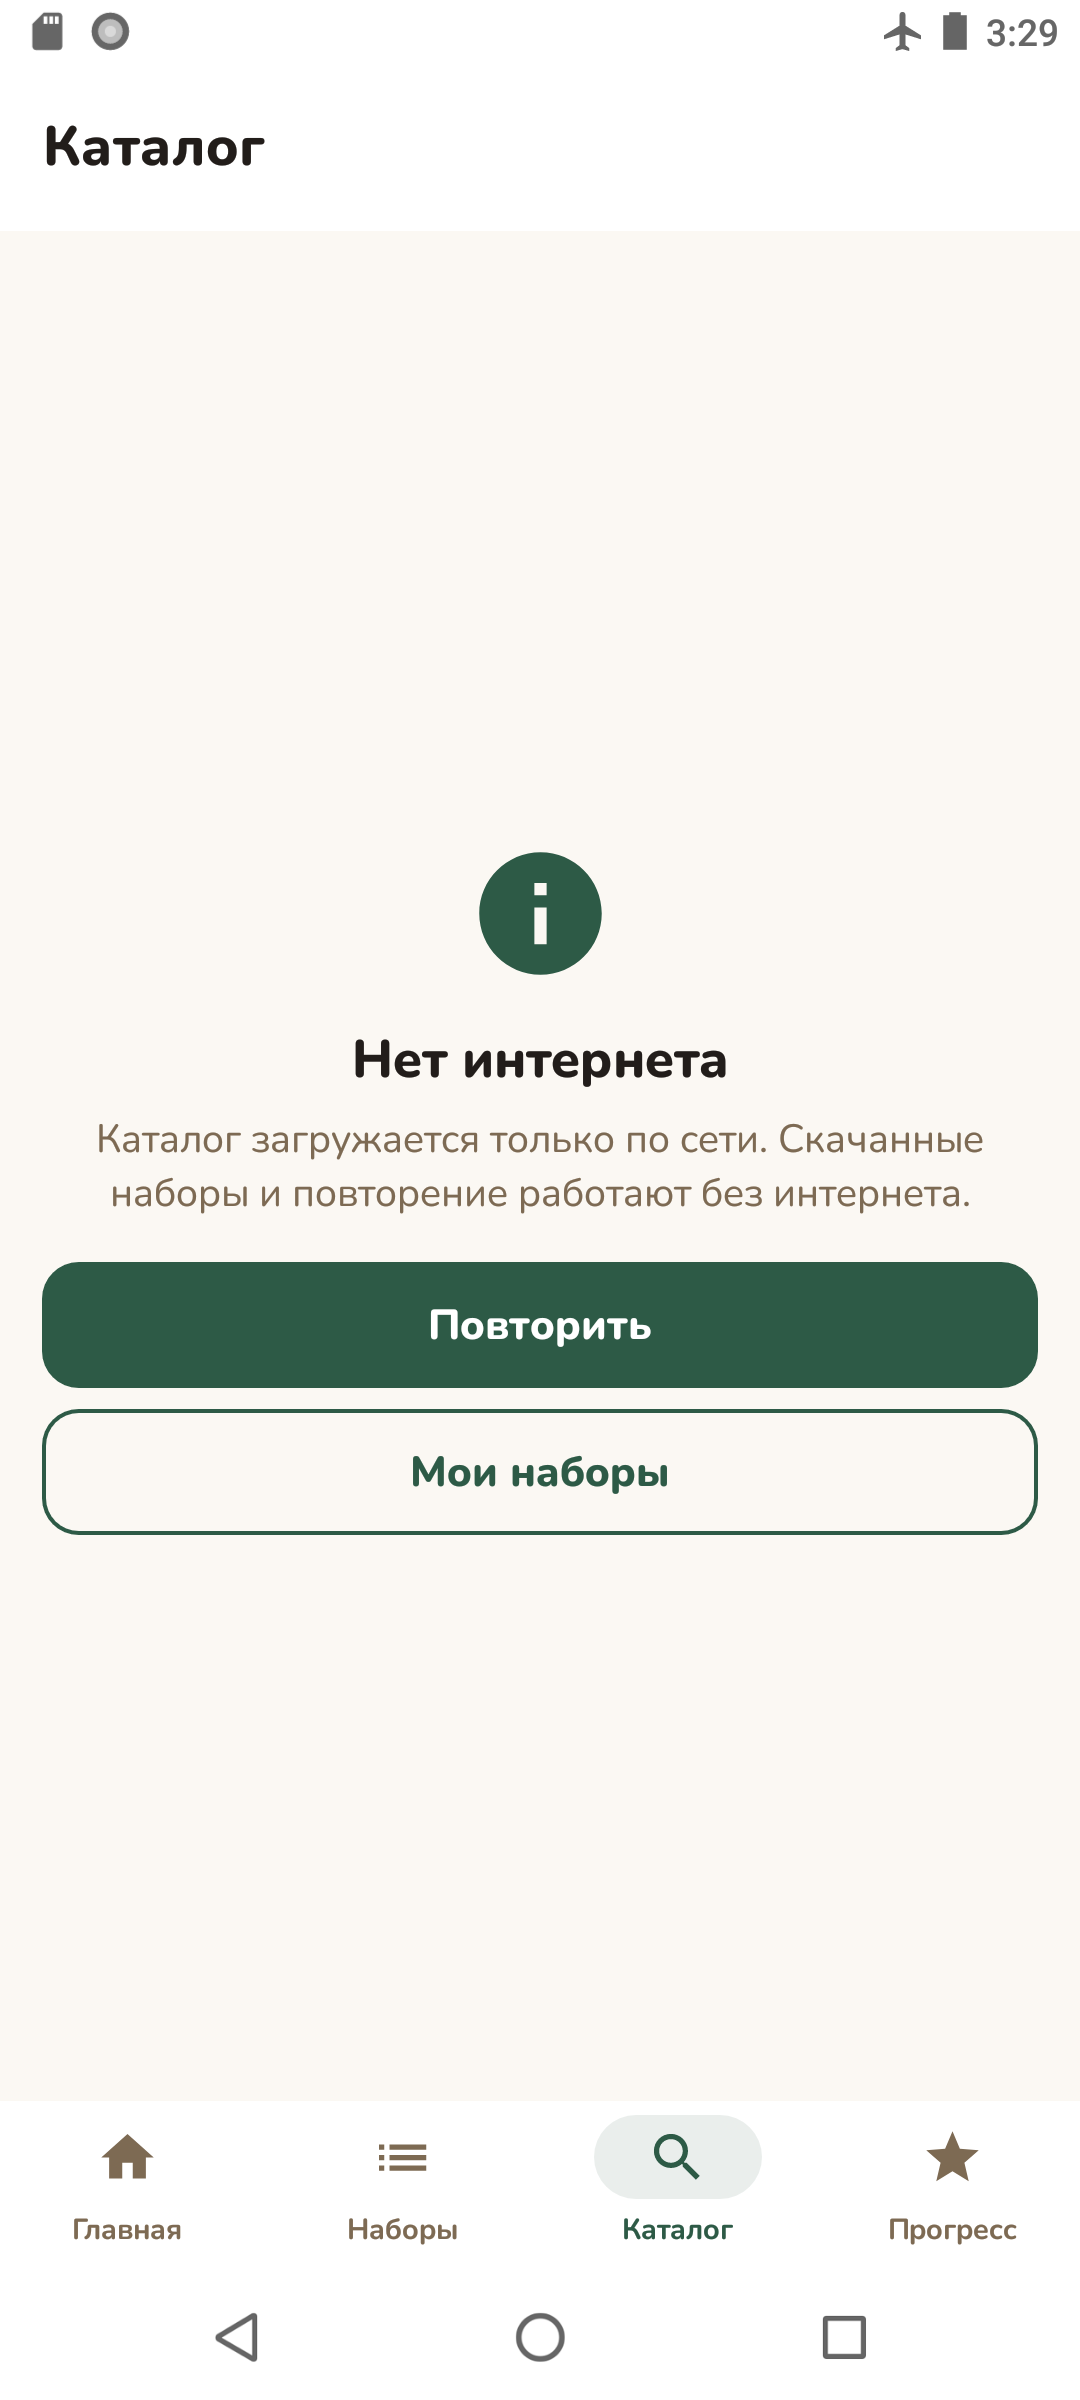 3:29
Каталог
Нет интернета
Каталог загружается только по сети. Скачанные
наборы и повторение работают без интернета.
Повторить
Мои наборы
Главная
Наборы
Каталог
Прогресс